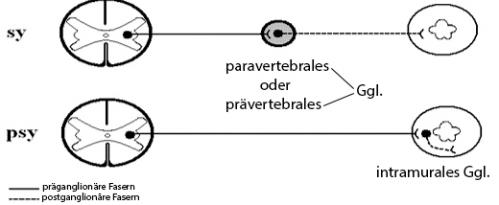 sy
paravertebrales
oder
prävertebrales
Ggl.
psy
intramurales Ggl.
präganglionäre Fasern
postganglionäre Fasern